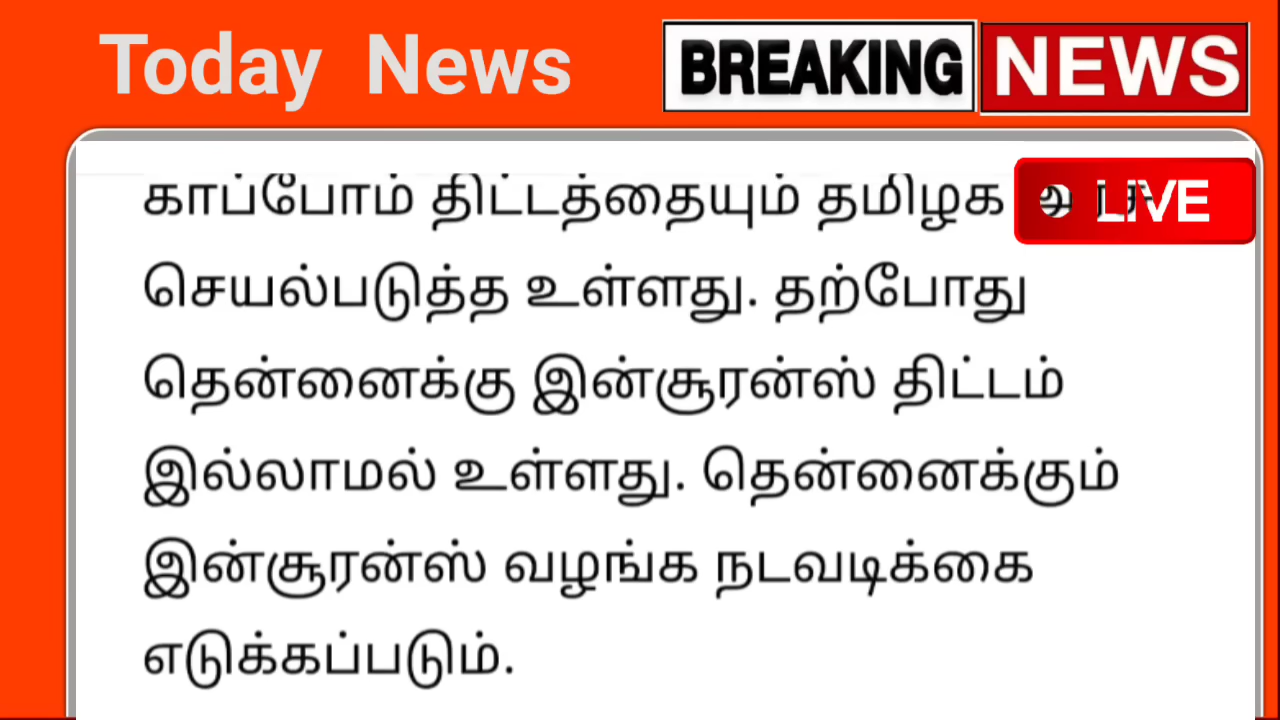 Today News
BREAKING NEWS
LIVE
காப்போம் திட்டத்தையும் தமிழக
செயல்படுத்த உள்ளது. தற்போது
தென்னைக்கு இன்சூரன்ஸ் திட்டம்
இல்லாமல் உள்ளது. தென்னைக்கும்
இன்சூரன்ஸ் வழங்க நடவடிக்கை
எடுக்கப்படும்.